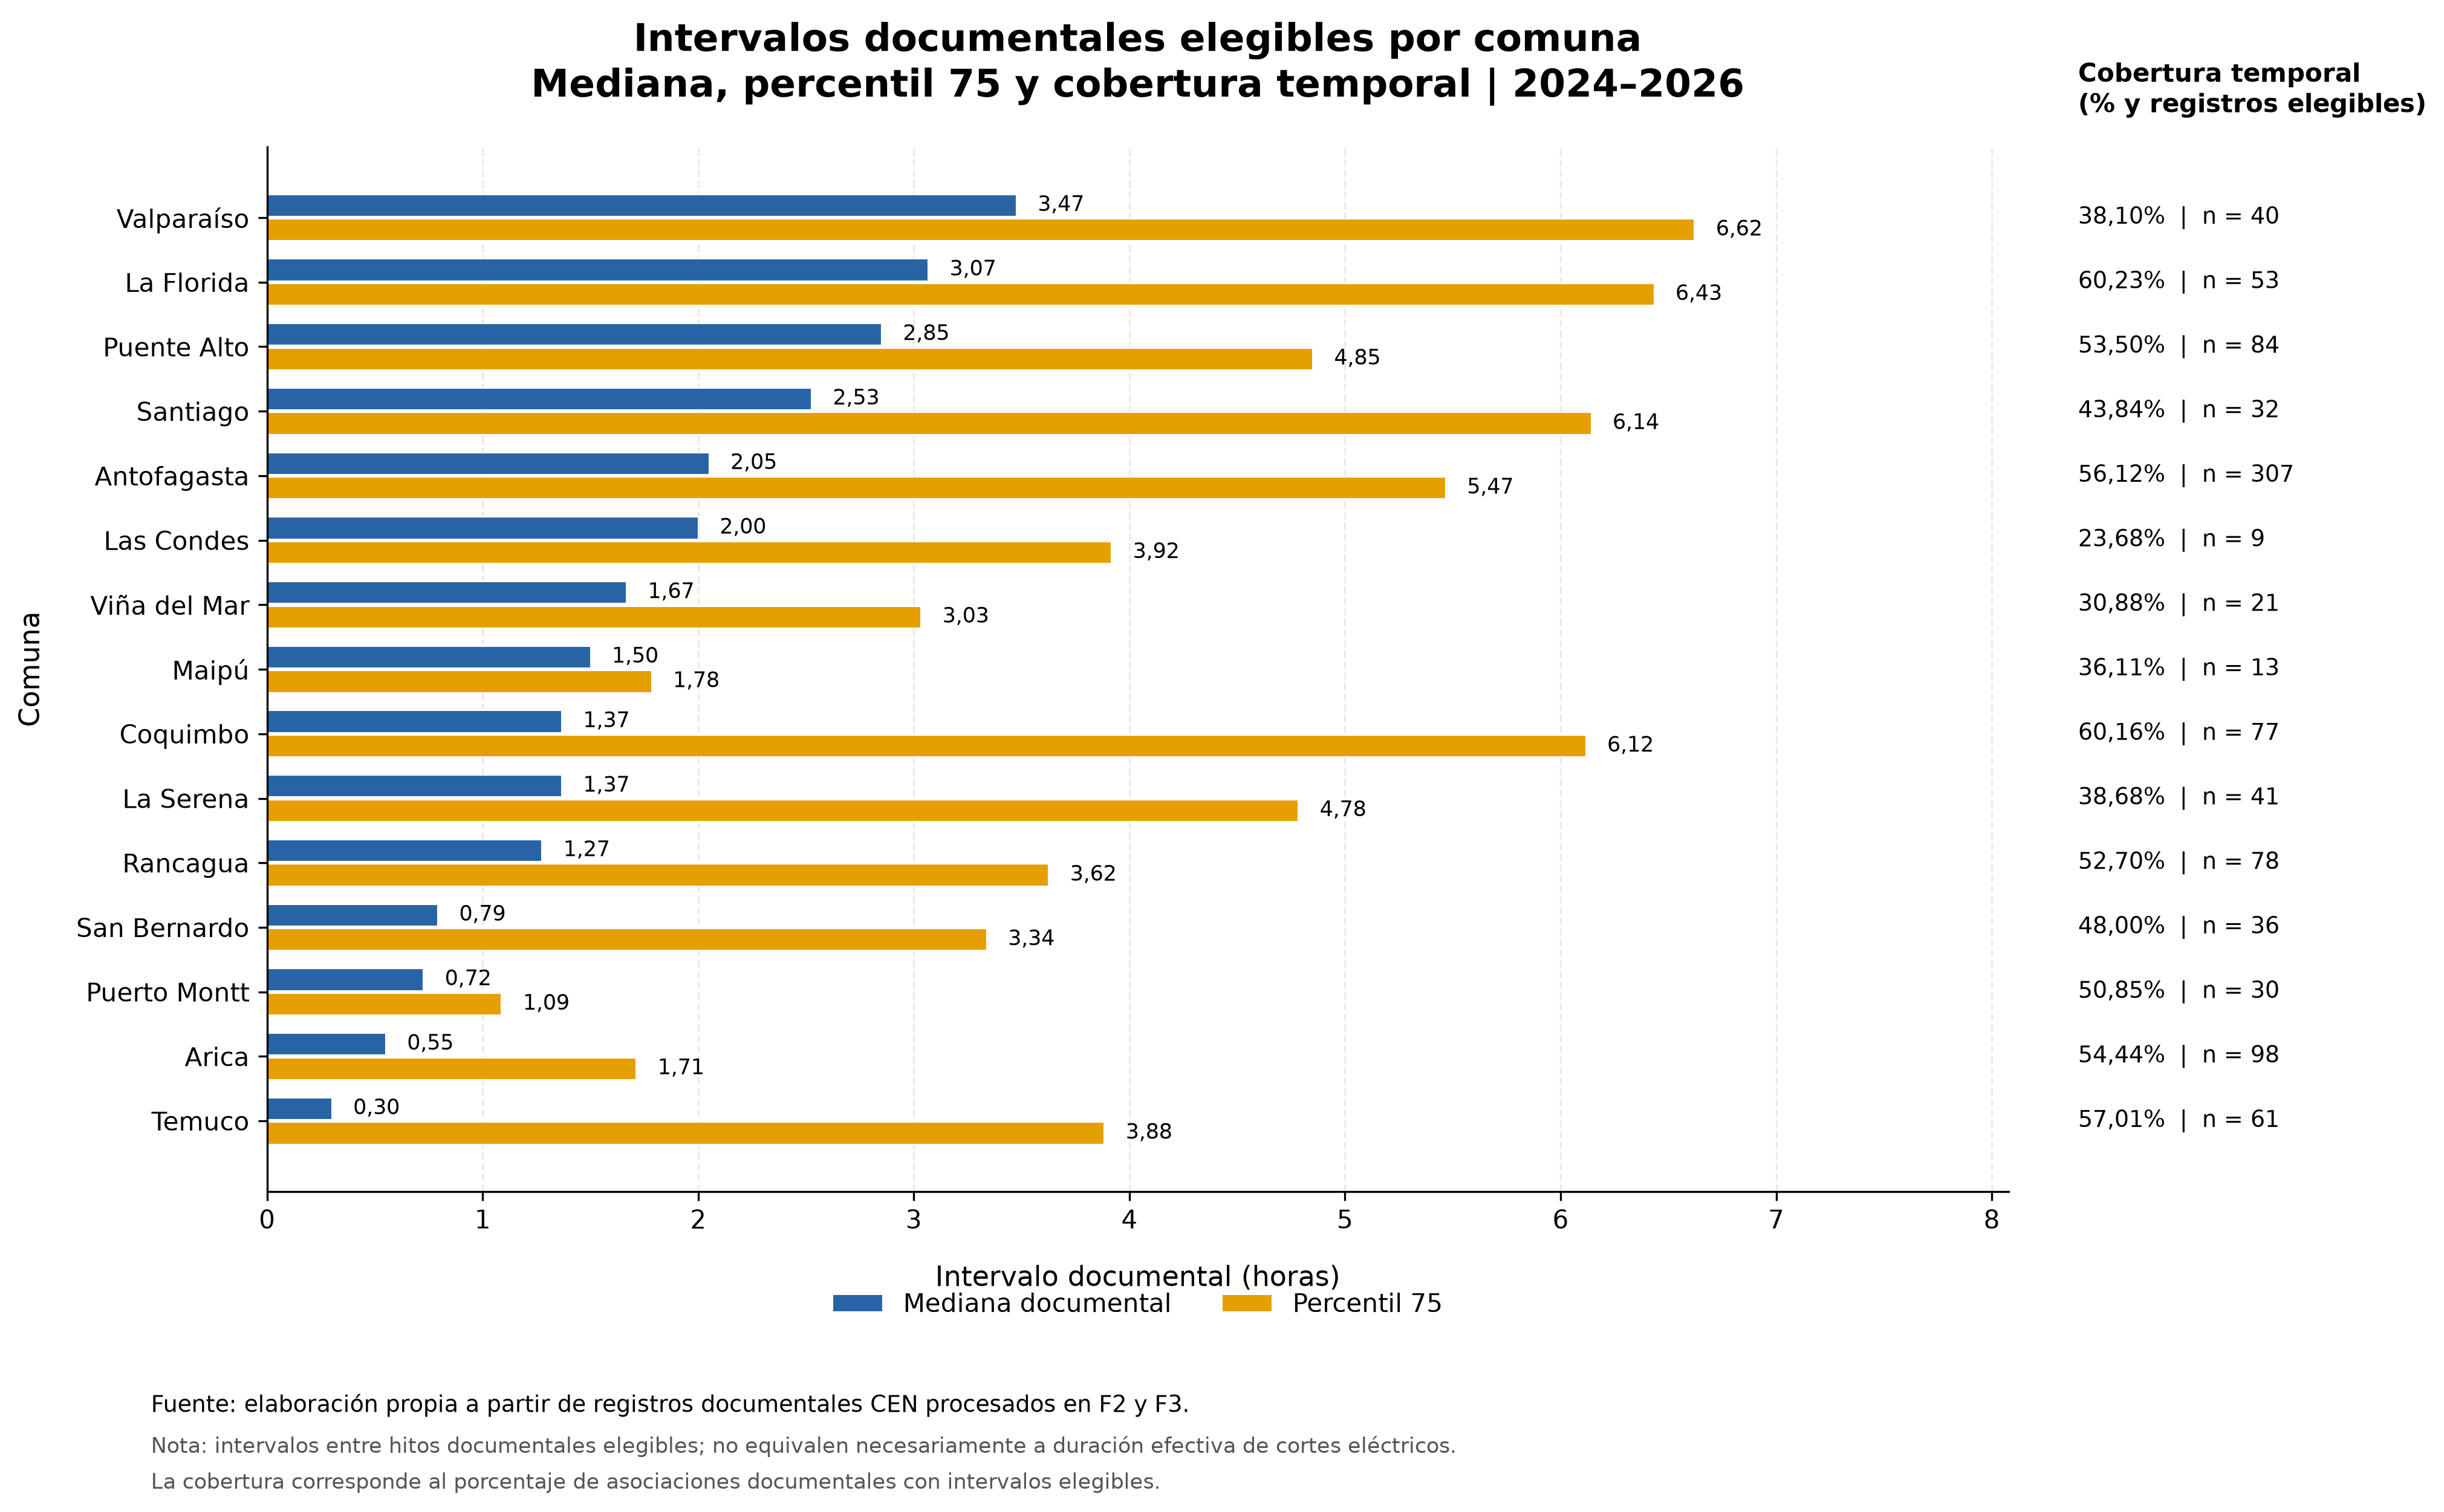 Intervalos documentales elegibles por comuna
Mediana, percentil 75 y cobertura temporal | 2024–2026
Cobertura temporal
(% y registros elegibles)
Comuna
Valparaíso 3,47 6,62 38,10% | n = 40
La Florida 3,07 6,43 60,23% | n = 53
Puente Alto 2,85 4,85 53,50% | n = 84
Santiago 2,53 6,14 43,84% | n = 32
Antofagasta 2,05 5,47 56,12% | n = 307
Las Condes 2,00 3,92 23,68% | n = 9
Viña del Mar 1,67 3,03 30,88% | n = 21
Maipú 1,50 1,78 36,11% | n = 13
Coquimbo 1,37 6,12 60,16% | n = 77
La Serena 1,37 4,78 38,68% | n = 41
Rancagua 1,27 3,62 52,70% | n = 78
San Bernardo 0,79 3,34 48,00% | n = 36
Puerto Montt 0,72 1,09 50,85% | n = 30
Arica 0,55 1,71 54,44% | n = 98
Temuco 0,30 3,88 57,01% | n = 61
0 1 2 3 4 5 6 7 8
Intervalo documental (horas)
Mediana documental Percentil 75
Fuente: elaboración propia a partir de registros documentales CEN procesados en F2 y F3.
Nota: intervalos entre hitos documentales elegibles; no equivalen necesariamente a duración efectiva de cortes eléctricos.
La cobertura corresponde al porcentaje de asociaciones documentales con intervalos elegibles.